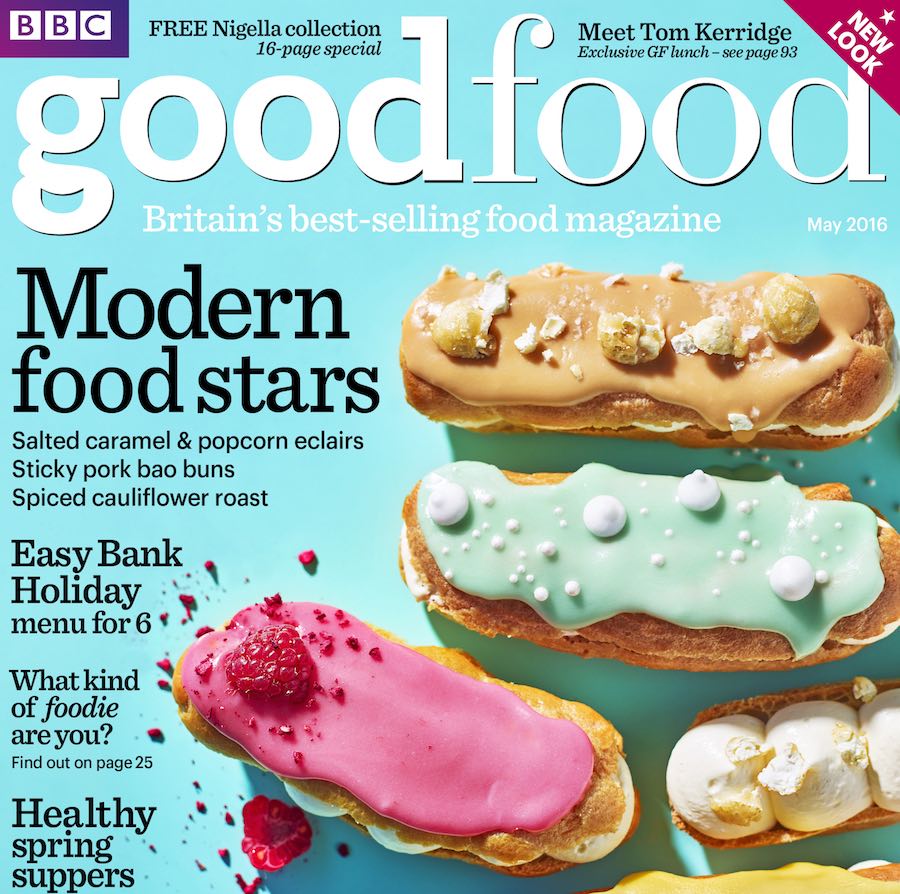 BBC
FREE Nigella collection
16-page special
Meet Tom Kerridge
Exclusive GF lunch – see page 93
NEW
LOOK
goodfood
Britain's best-selling food magazine
May 2016
Modern
food stars
Salted caramel & popcorn eclairs
Sticky pork bao buns
Spiced cauliflower roast
Easy Bank
Holiday
menu for 6
What kind
of foodie
are you?
Find out on page 25
Healthy
spring
suppers